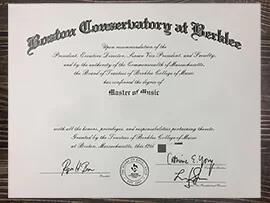 Boston Conservatory at Berklee
Upon recommendation of the
President, Executive Director, Senior Vice President, and Faculty,
and by the authority of the Commonwealth of Massachusetts,
the Board of Trustees of Berklee College of Music
has conferred the degree of
Master of Music
with all the honors, privileges, and responsibilities pertaining thereto.
Granted by the Trustees of Berklee College of Music
at Boston, Massachusetts, this